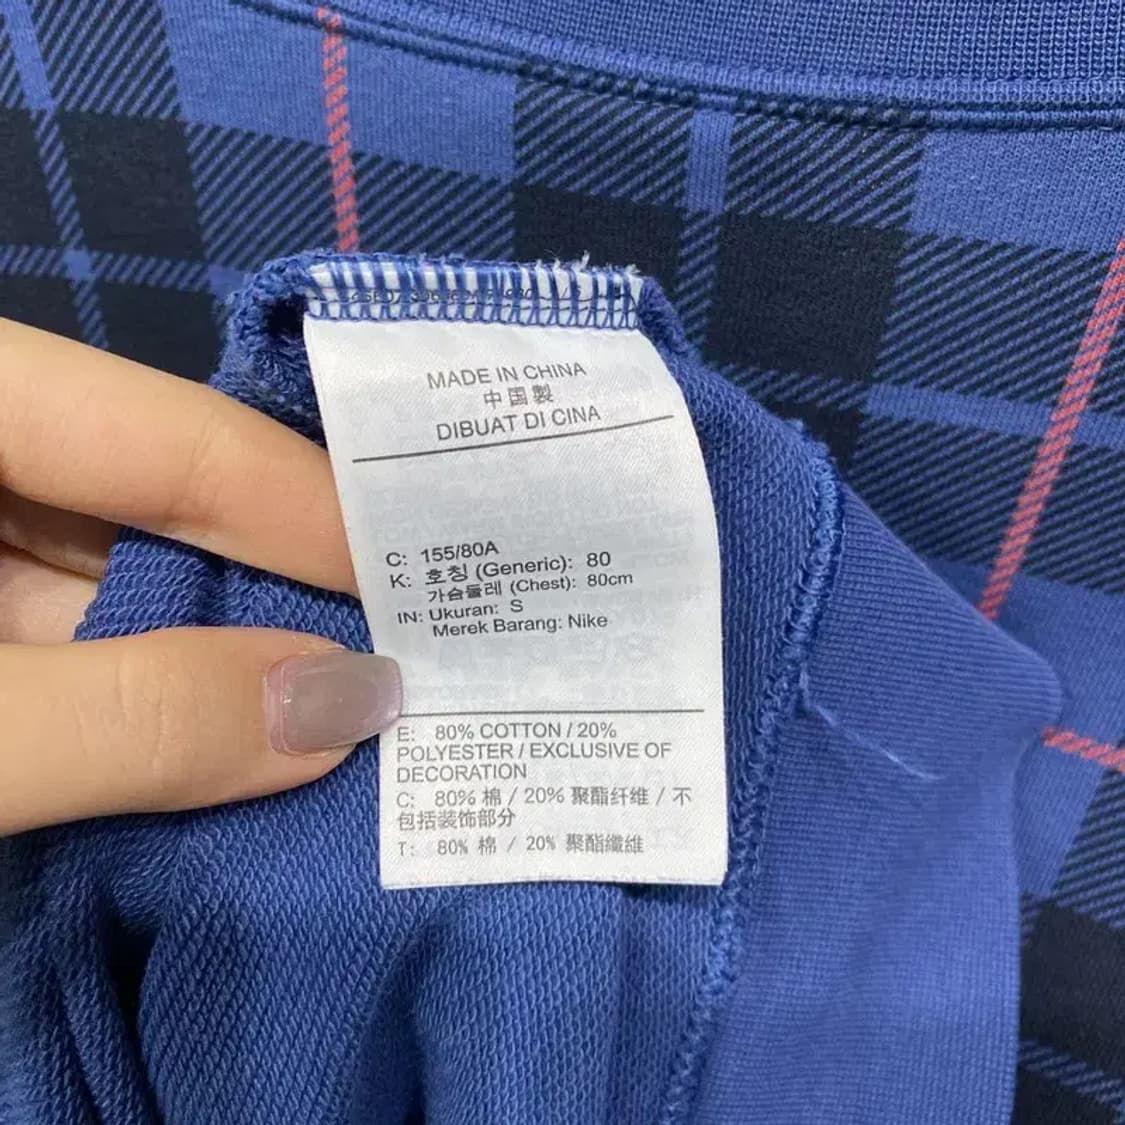 MADE IN CHINA
中国製
DIBUAT DI CINA
C: 155/80A
K: 호칭 (Generic): 80
가슴둘레 (Chest): 80cm
IN: Ukuran: S
Merek Barang: Nike
E: 80% COTTON / 20%
POLYESTER / EXCLUSIVE OF
DECORATION
C: 80% 棉 / 20% 聚酯纤维 / 不
包括装饰部分
T: 80% 棉 / 20% 聚酯纖維